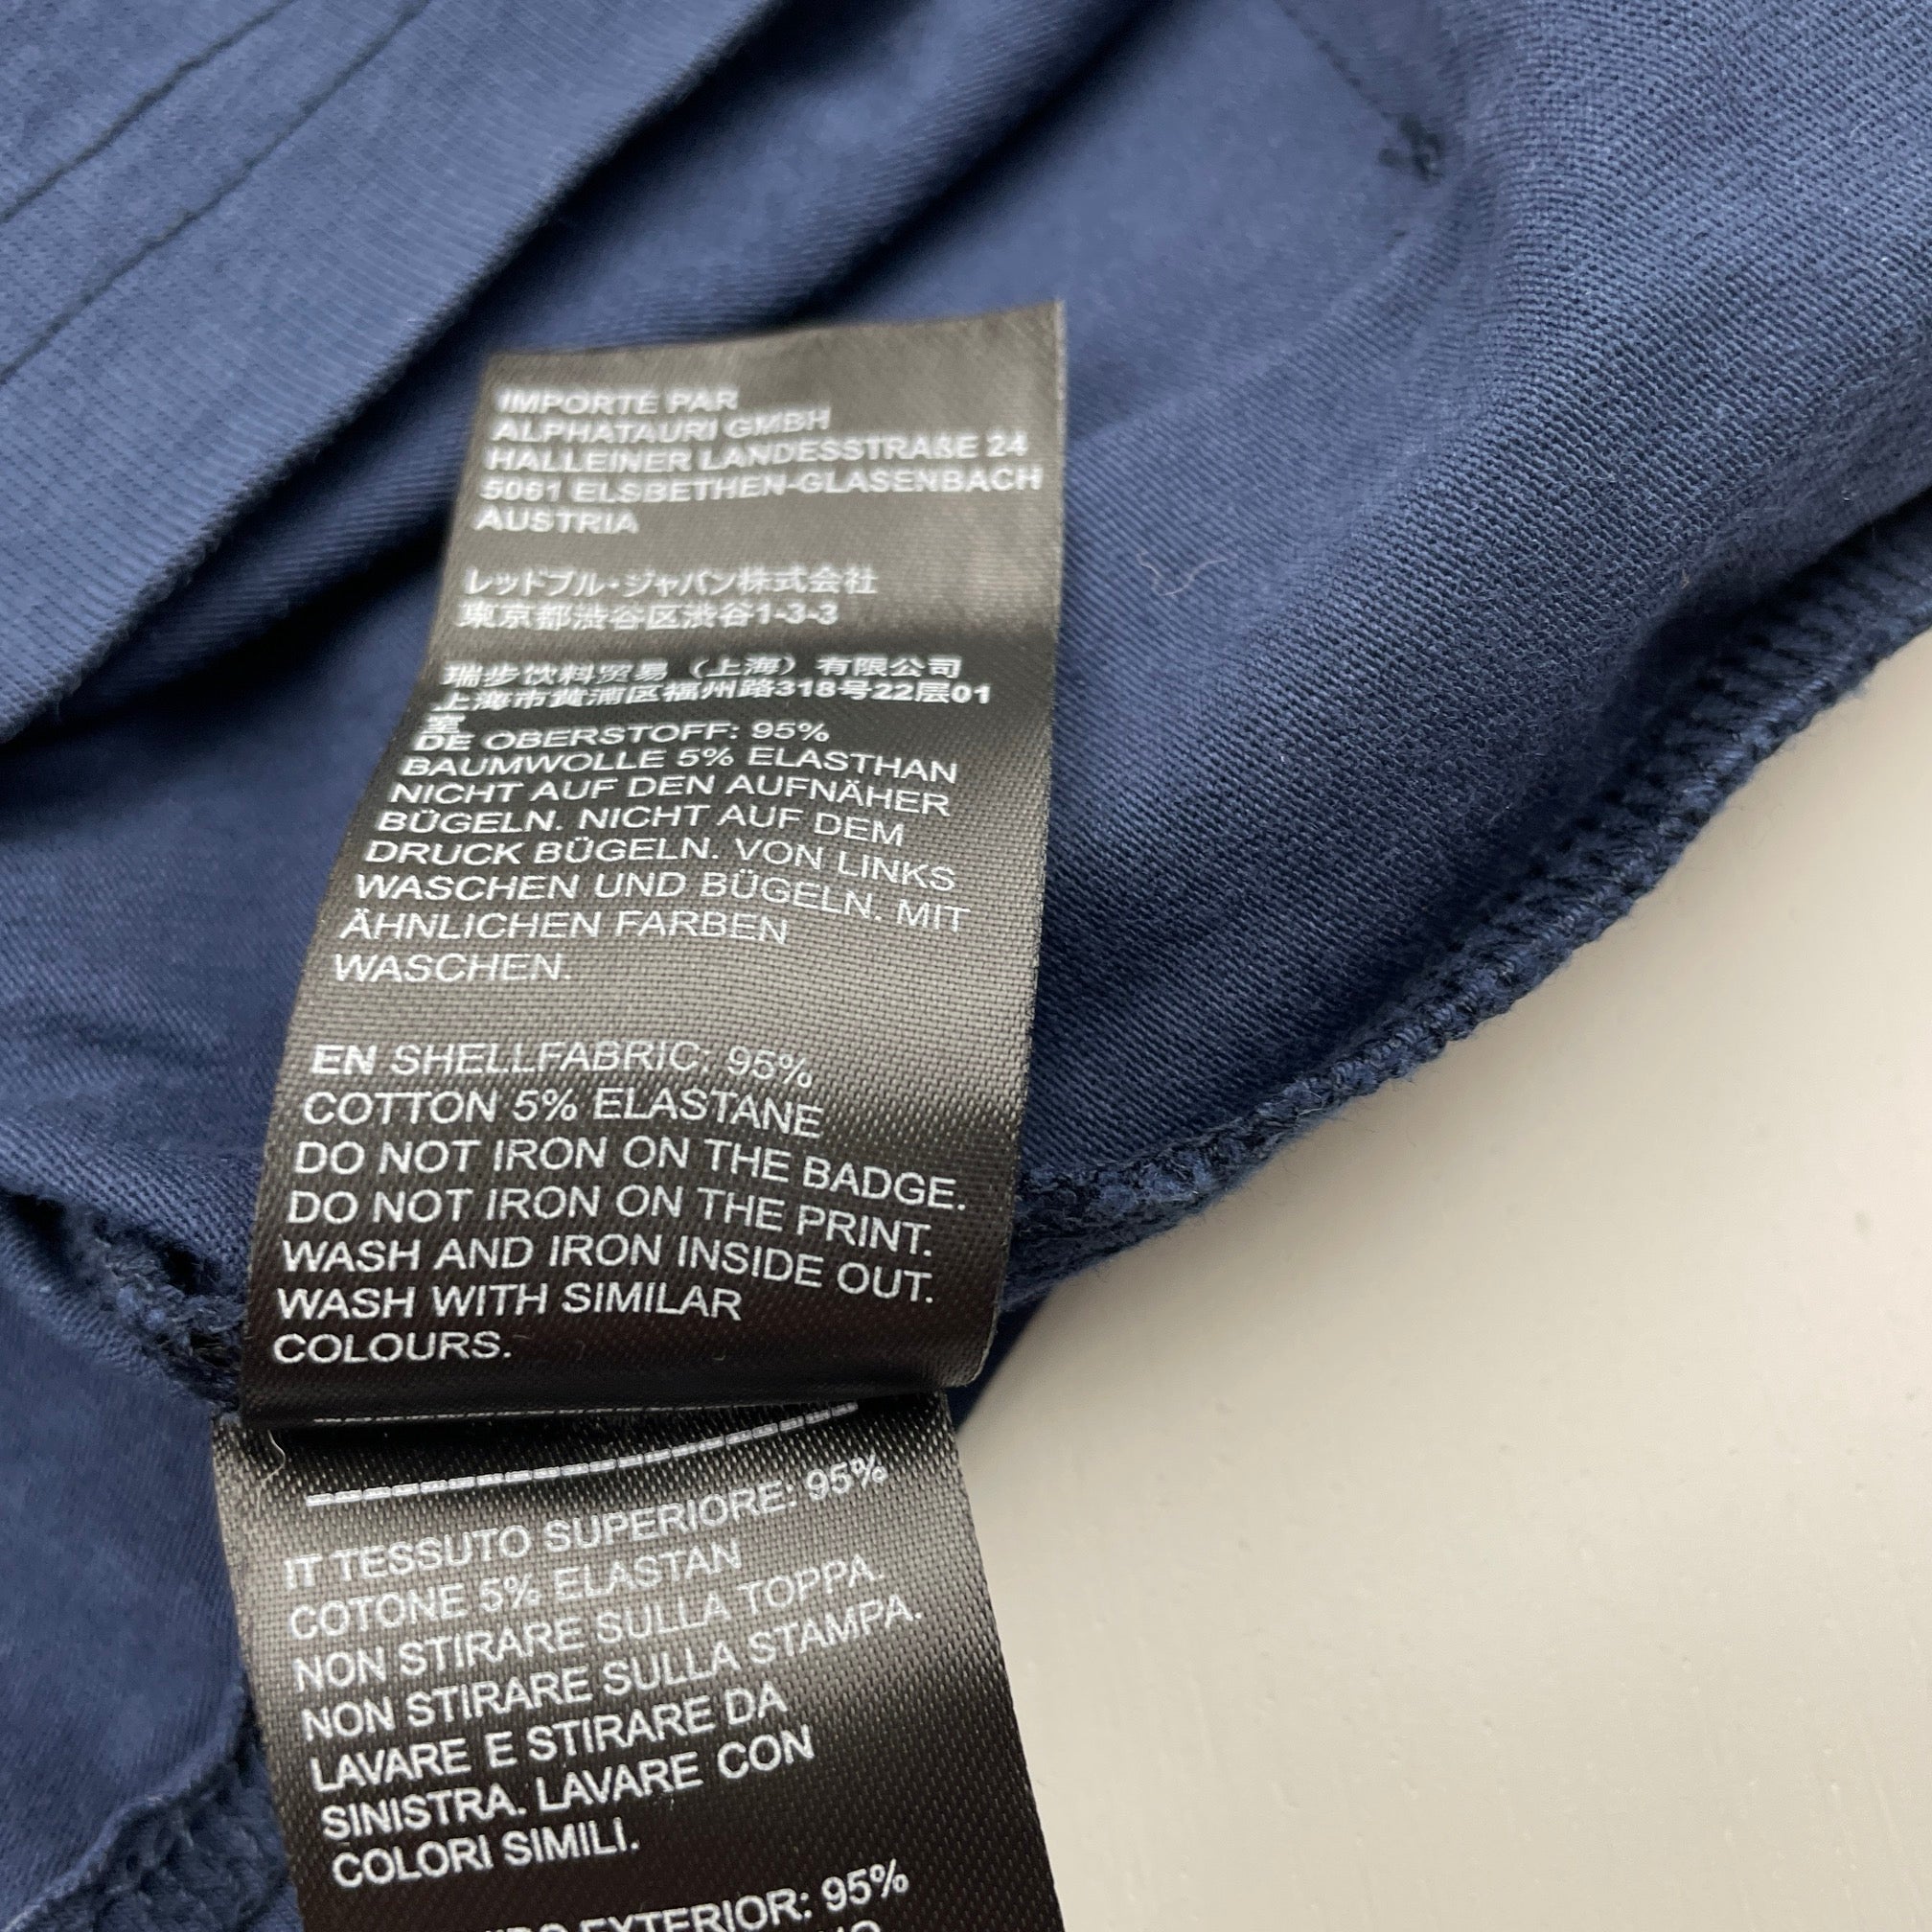 IMPORTE PAR
ALPHATAURI GMBH
HALLEINER LANDESSTRAßE 24
5061 ELSBETHEN-GLASENBACH
AUSTRIA
レッドブル・ジャパン株式会社
東京都渋谷区渋谷1-3-3
瑞步饮料贸易（上海）有限公司
上海市黄浦区福州路318号22层01
室
DE OBERSTOFF: 95%
BAUMWOLLE 5% ELASTHAN
NICHT AUF DEN AUFNÄHER
BÜGELN. NICHT AUF DEM
DRUCK BÜGELN. VON LINKS
WASCHEN UND BÜGELN. MIT
ÄHNLICHEN FARBEN
WASCHEN.
EN SHELLFABRIC: 95%
COTTON 5% ELASTANE
DO NOT IRON ON THE BADGE.
DO NOT IRON ON THE PRINT.
WASH AND IRON INSIDE OUT.
WASH WITH SIMILAR
COLOURS.
IT TESSUTO SUPERIORE: 95%
COTONE 5% ELASTAN
NON STIRARE SULLA TOPPA.
NON STIRARE SULLA STAMPA.
LAVARE E STIRARE DA
SINISTRA. LAVARE CON
COLORI SIMILI.
EXTERIOR: 95%